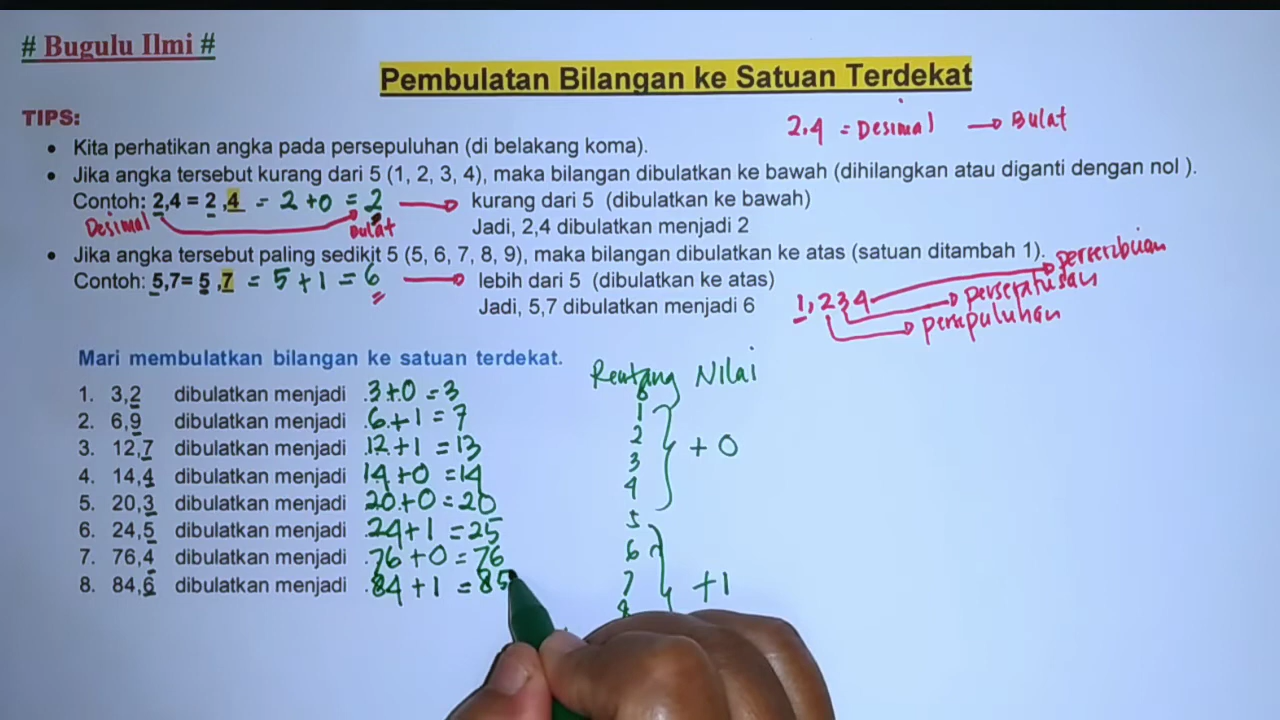 # Bugulu Ilmi #
Pembulatan Bilangan ke Satuan Terdekat
TIPS:
2.4 = Desimal → Bulat
• Kita perhatikan angka pada persepuluhan (di belakang koma).
• Jika angka tersebut kurang dari 5 (1, 2, 3, 4), maka bilangan dibulatkan ke bawah (dihilangkan atau diganti dengan nol ).
Contoh: 2,4 = 2 ,4 = 2 + 0 = 2 → kurang dari 5 (dibulatkan ke bawah)
Desimal Bulat Jadi, 2,4 dibulatkan menjadi 2
• Jika angka tersebut paling sedikit 5 (5, 6, 7, 8, 9), maka bilangan dibulatkan ke atas (satuan ditambah 1).
Contoh: 5,7= 5 ,7 = 5 + 1 = 6 → lebih dari 5 (dibulatkan ke atas)
Jadi, 5,7 dibulatkan menjadi 6
1,234
perseribuan
perseratusan
persepuluhan
Mari membulatkan bilangan ke satuan terdekat.
1. 3,2 dibulatkan menjadi 3+0 = 3
2. 6,9 dibulatkan menjadi 6+1 = 7
3. 12,7 dibulatkan menjadi 12+1 = 13
4. 14,4 dibulatkan menjadi 14+0 = 14
5. 20,3 dibulatkan menjadi 20+0 = 20
6. 24,5 dibulatkan menjadi 24+1 = 25
7. 76,4 dibulatkan menjadi 76+0 = 76
8. 84,6 dibulatkan menjadi 84+1 = 85
Rentang Nilai
1
2
3
4
+ 0
5
6
7
8
+1